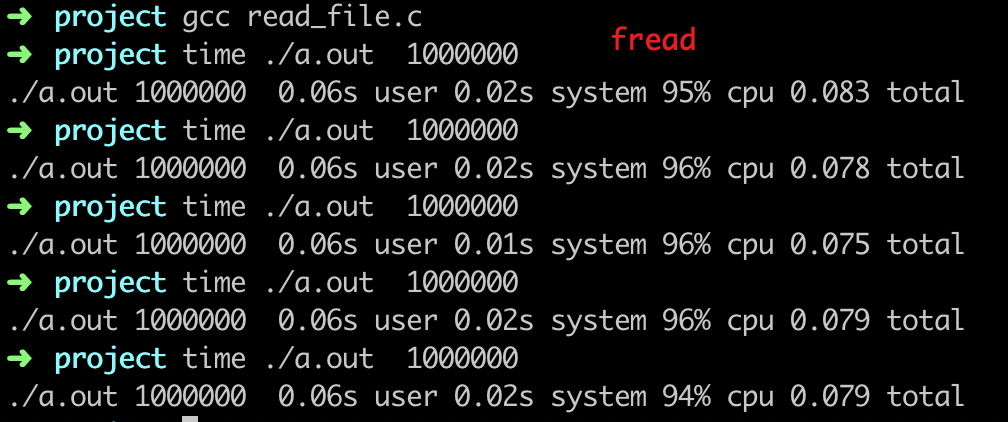 ➜ project gcc read_file.c
fread
➜ project time ./a.out 1000000
./a.out 1000000 0.06s user 0.02s system 95% cpu 0.083 total
➜ project time ./a.out 1000000
./a.out 1000000 0.06s user 0.02s system 96% cpu 0.078 total
➜ project time ./a.out 1000000
./a.out 1000000 0.06s user 0.01s system 96% cpu 0.075 total
➜ project time ./a.out 1000000
./a.out 1000000 0.06s user 0.02s system 96% cpu 0.079 total
➜ project time ./a.out 1000000
./a.out 1000000 0.06s user 0.02s system 94% cpu 0.079 total